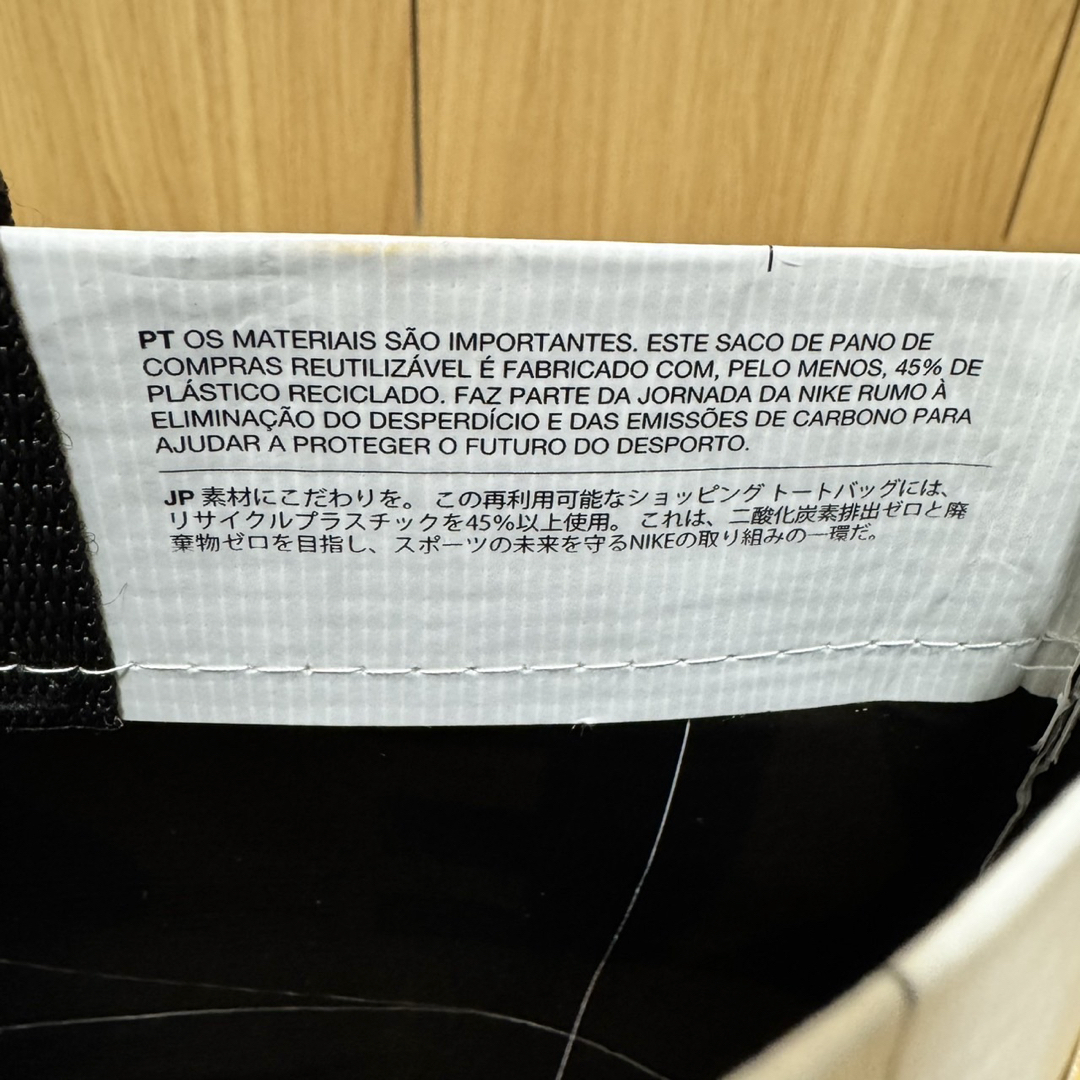 PT OS MATERIAIS SÃO IMPORTANTES. ESTE SACO DE PANO DE
COMPRAS REUTILIZÁVEL É FABRICADO COM, PELO MENOS, 45% DE
PLÁSTICO RECICLADO. FAZ PARTE DA JORNADA DA NIKE RUMO À
ELIMINAÇÃO DO DESPERDÍCIO E DAS EMISSÕES DE CARBONO PARA
AJUDAR A PROTEGER O FUTURO DO DESPORTO.
JP 素材にこだわりを。 この再利用可能なショッピング トートバッグには、
リサイクルプラスチックを45%以上使用。 これは、二酸化炭素排出ゼロと廃
棄物ゼロを目指し、スポーツの未来を守るNIKEの取り組みの一環だ。